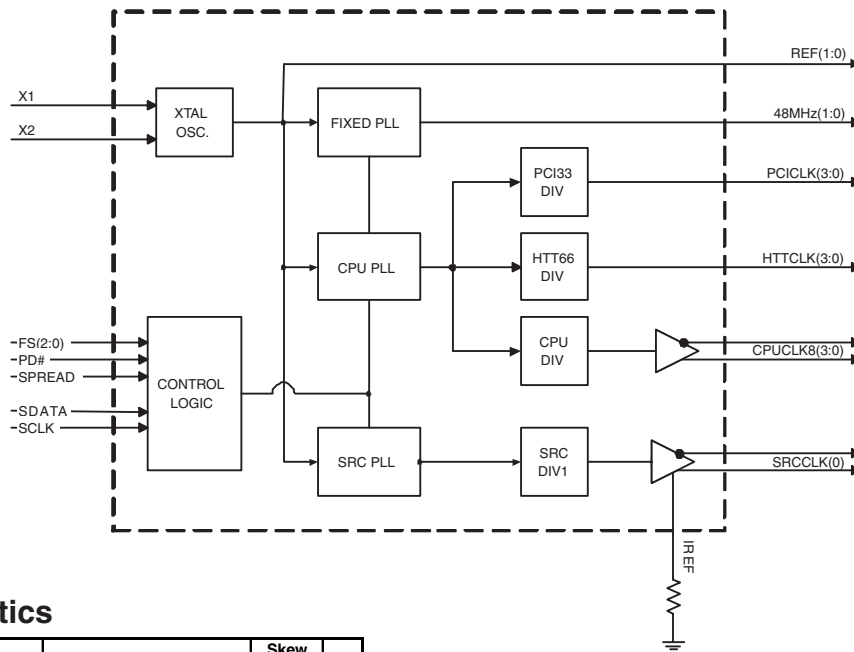 REF(1:0)
X1
XTAL
OSC.
FIXED PLL
48MHz(1:0)
X2
PCI33
DIV
PCICLK(3:0)
CPU PLL
HTT66
DIV
HTTCLK(3:0)
FS(2:0)
PD#
SPREAD
SDATA
SCLK
CONTROL
LOGIC
CPU
DIV
CPUCLK8(3:0)
SRC PLL
SRC
DIV1
SRCCLK(0)
IREF
tics
Skew